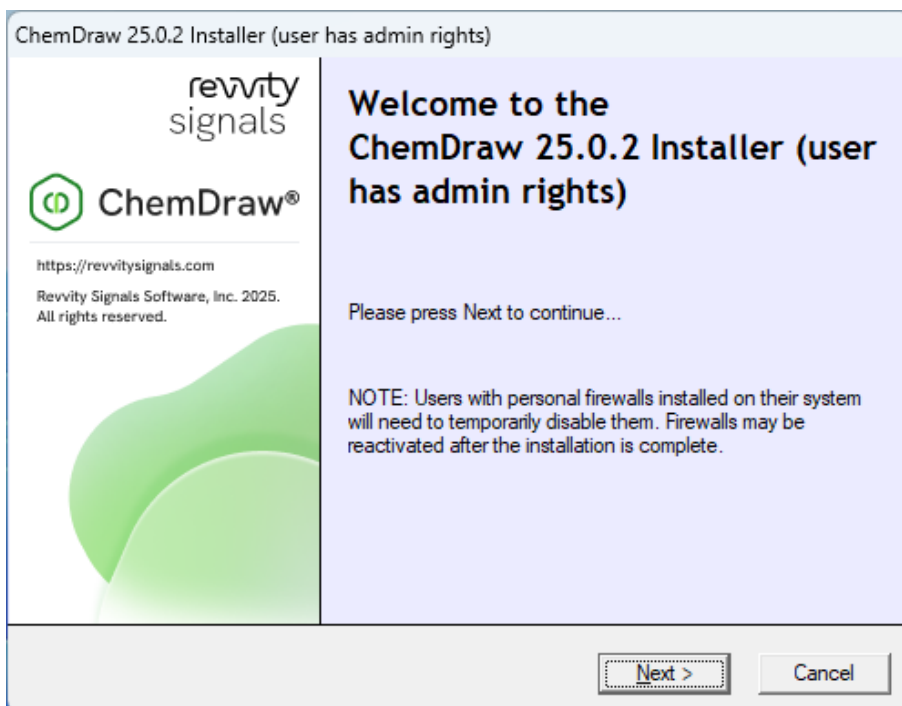 ChemDraw 25.0.2 Installer (user has admin rights)
revvity
signals
ChemDraw®
https://revvitysignals.com
Revvity Signals Software, Inc. 2025.
All rights reserved.
Welcome to the
ChemDraw 25.0.2 Installer (user
has admin rights)
Please press Next to continue...
NOTE: Users with personal firewalls installed on their system
will need to temporarily disable them. Firewalls may be
reactivated after the installation is complete.
Next >
Cancel